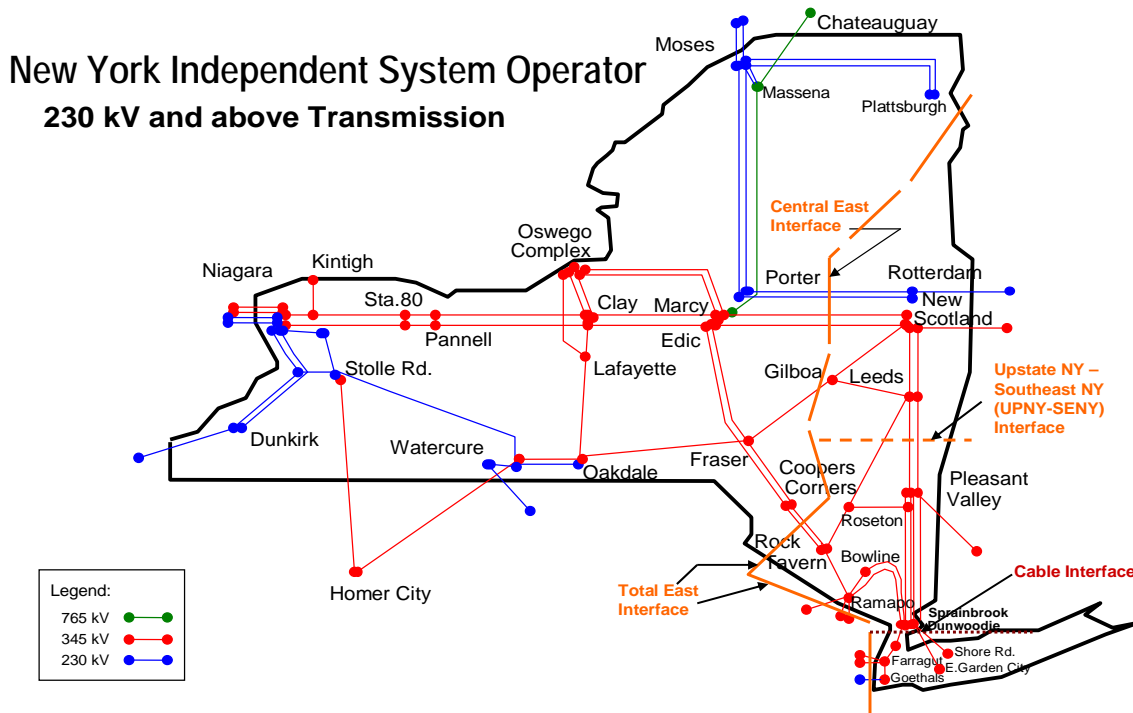 New York Independent System Operator
230 kV and above Transmission
Chateauguay
Moses
Massena
Plattsburgh
Central East
Interface
Oswego
Complex
Niagara
Kintigh
Porter
Rotterdam
Sta.80
Clay
Marcy
New
Scotland
Pannell
Edic
Stolle Rd.
Lafayette
Gilboa
Leeds
Upstate NY –
Southeast NY
(UPNY-SENY)
Interface
Dunkirk
Watercure
Oakdale
Fraser
Coopers
Corners
Pleasant
Valley
Roseton
Rock
Tavern
Bowline
Homer City
Total East
Interface
Cable Interface
Ramapo
Sprainbrook
Dunwoodie
Shore Rd.
Farragut
E.Garden City
Goethals
Legend:
765 kV
345 kV
230 kV